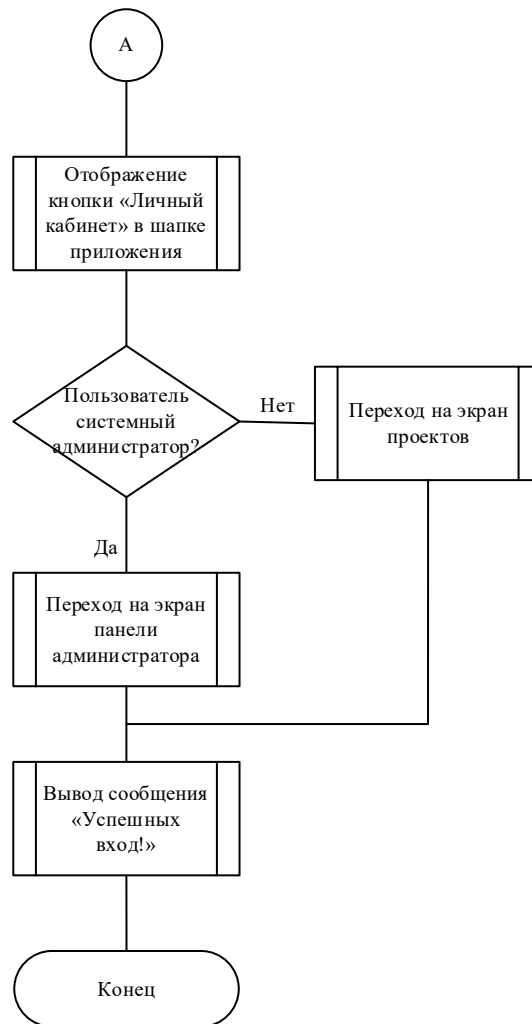 А
Отображение
кнопки «Личный
кабинет» в шапке
приложения
Пользователь
системный
администратор?
Нет
Переход на экран
проектов
Да
Переход на экран
панели
администратора
Вывод сообщения
«Успешных
вход!»
Конец